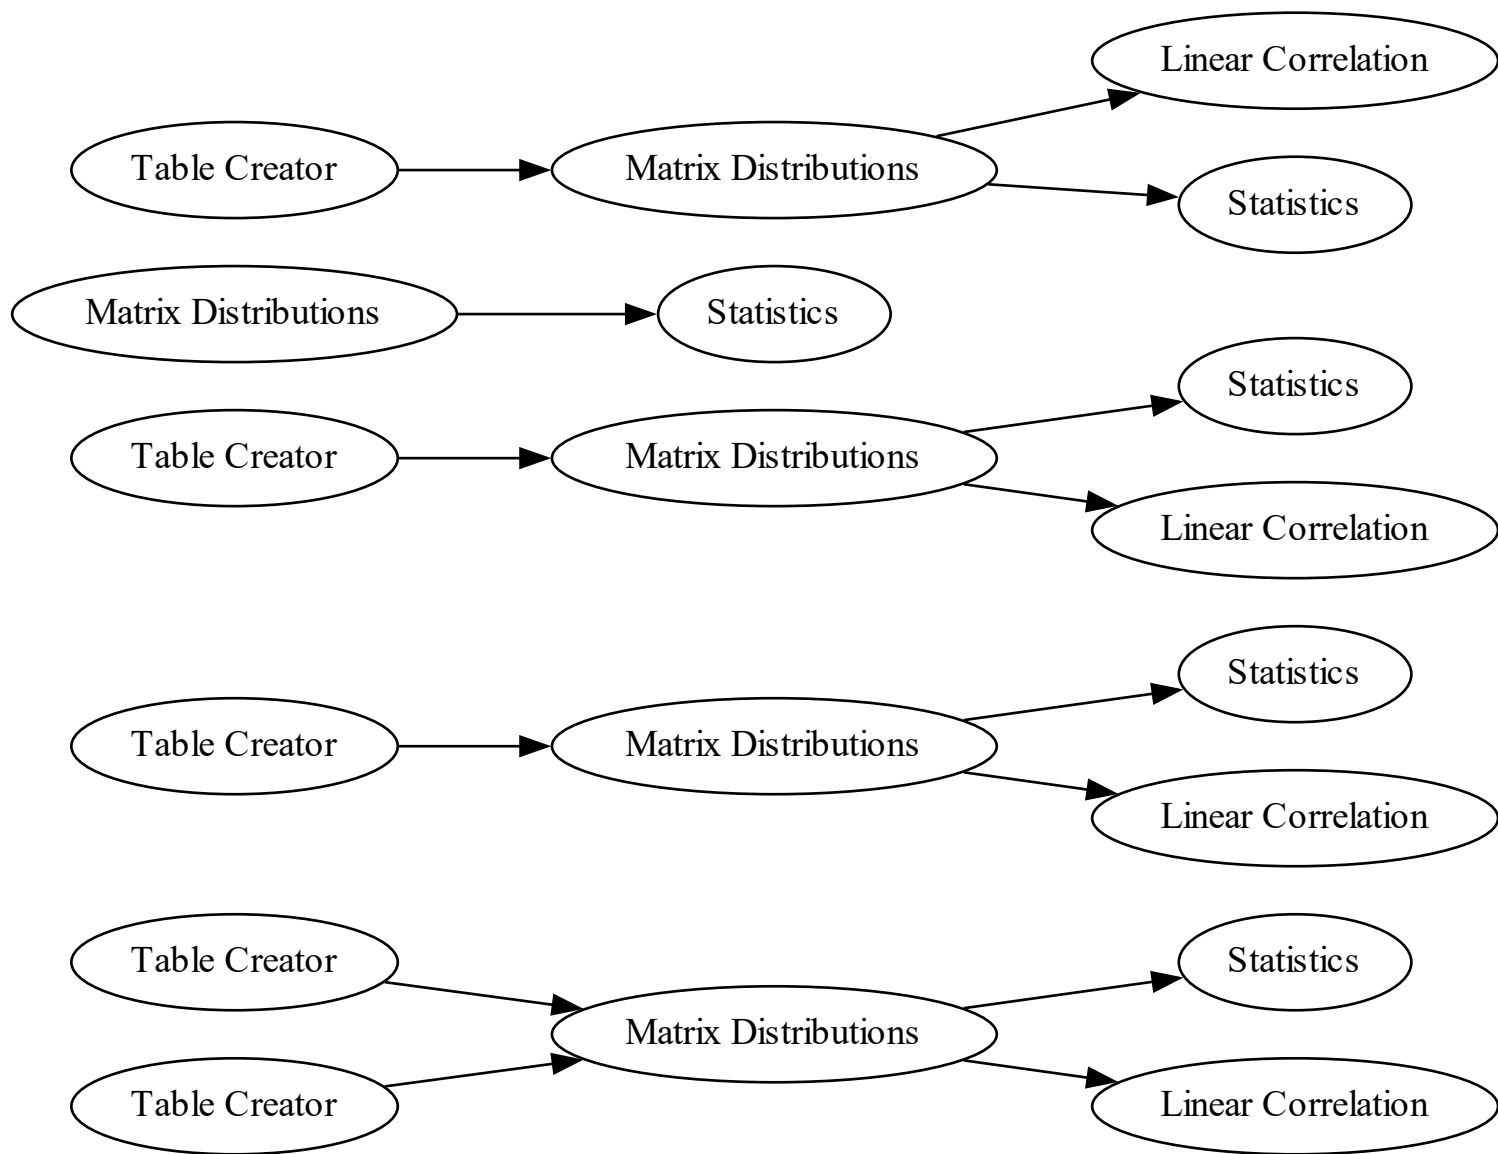 Linear Correlation
Table Creator
Matrix Distributions
Statistics
Matrix Distributions
Statistics
Statistics
Table Creator
Matrix Distributions
Linear Correlation
Statistics
Table Creator
Matrix Distributions
Linear Correlation
Table Creator
Statistics
Matrix Distributions
Table Creator
Linear Correlation